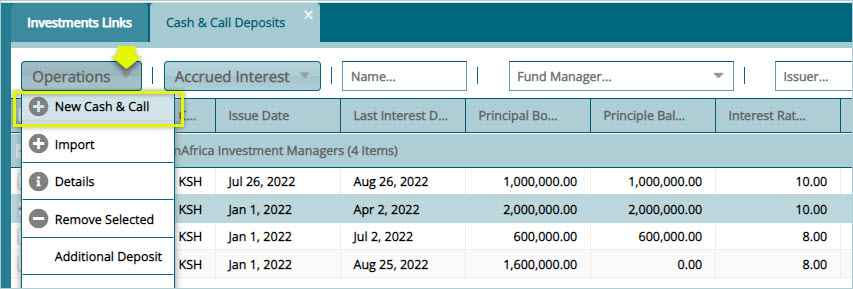 Investments Links
Cash & Call Deposits
Operations
Accrued Interest
Name...
Fund Manager...
Issuer...
New Cash & Call
C...
Issue Date
Last Interest D...
Principal Bo...
Principle Bal...
Interest Rat...
Import
nAfrica Investment Managers (4 Items)
Details
KSH Jul 26, 2022 Aug 26, 2022 1,000,000.00 1,000,000.00 10.00
KSH Jan 1, 2022 Apr 2, 2022 2,000,000.00 2,000,000.00 10.00
Remove Selected
KSH Jan 1, 2022 Jul 2, 2022 600,000.00 600,000.00 8.00
Additional Deposit
KSH Jan 1, 2022 Aug 25, 2022 1,600,000.00 0.00 8.00